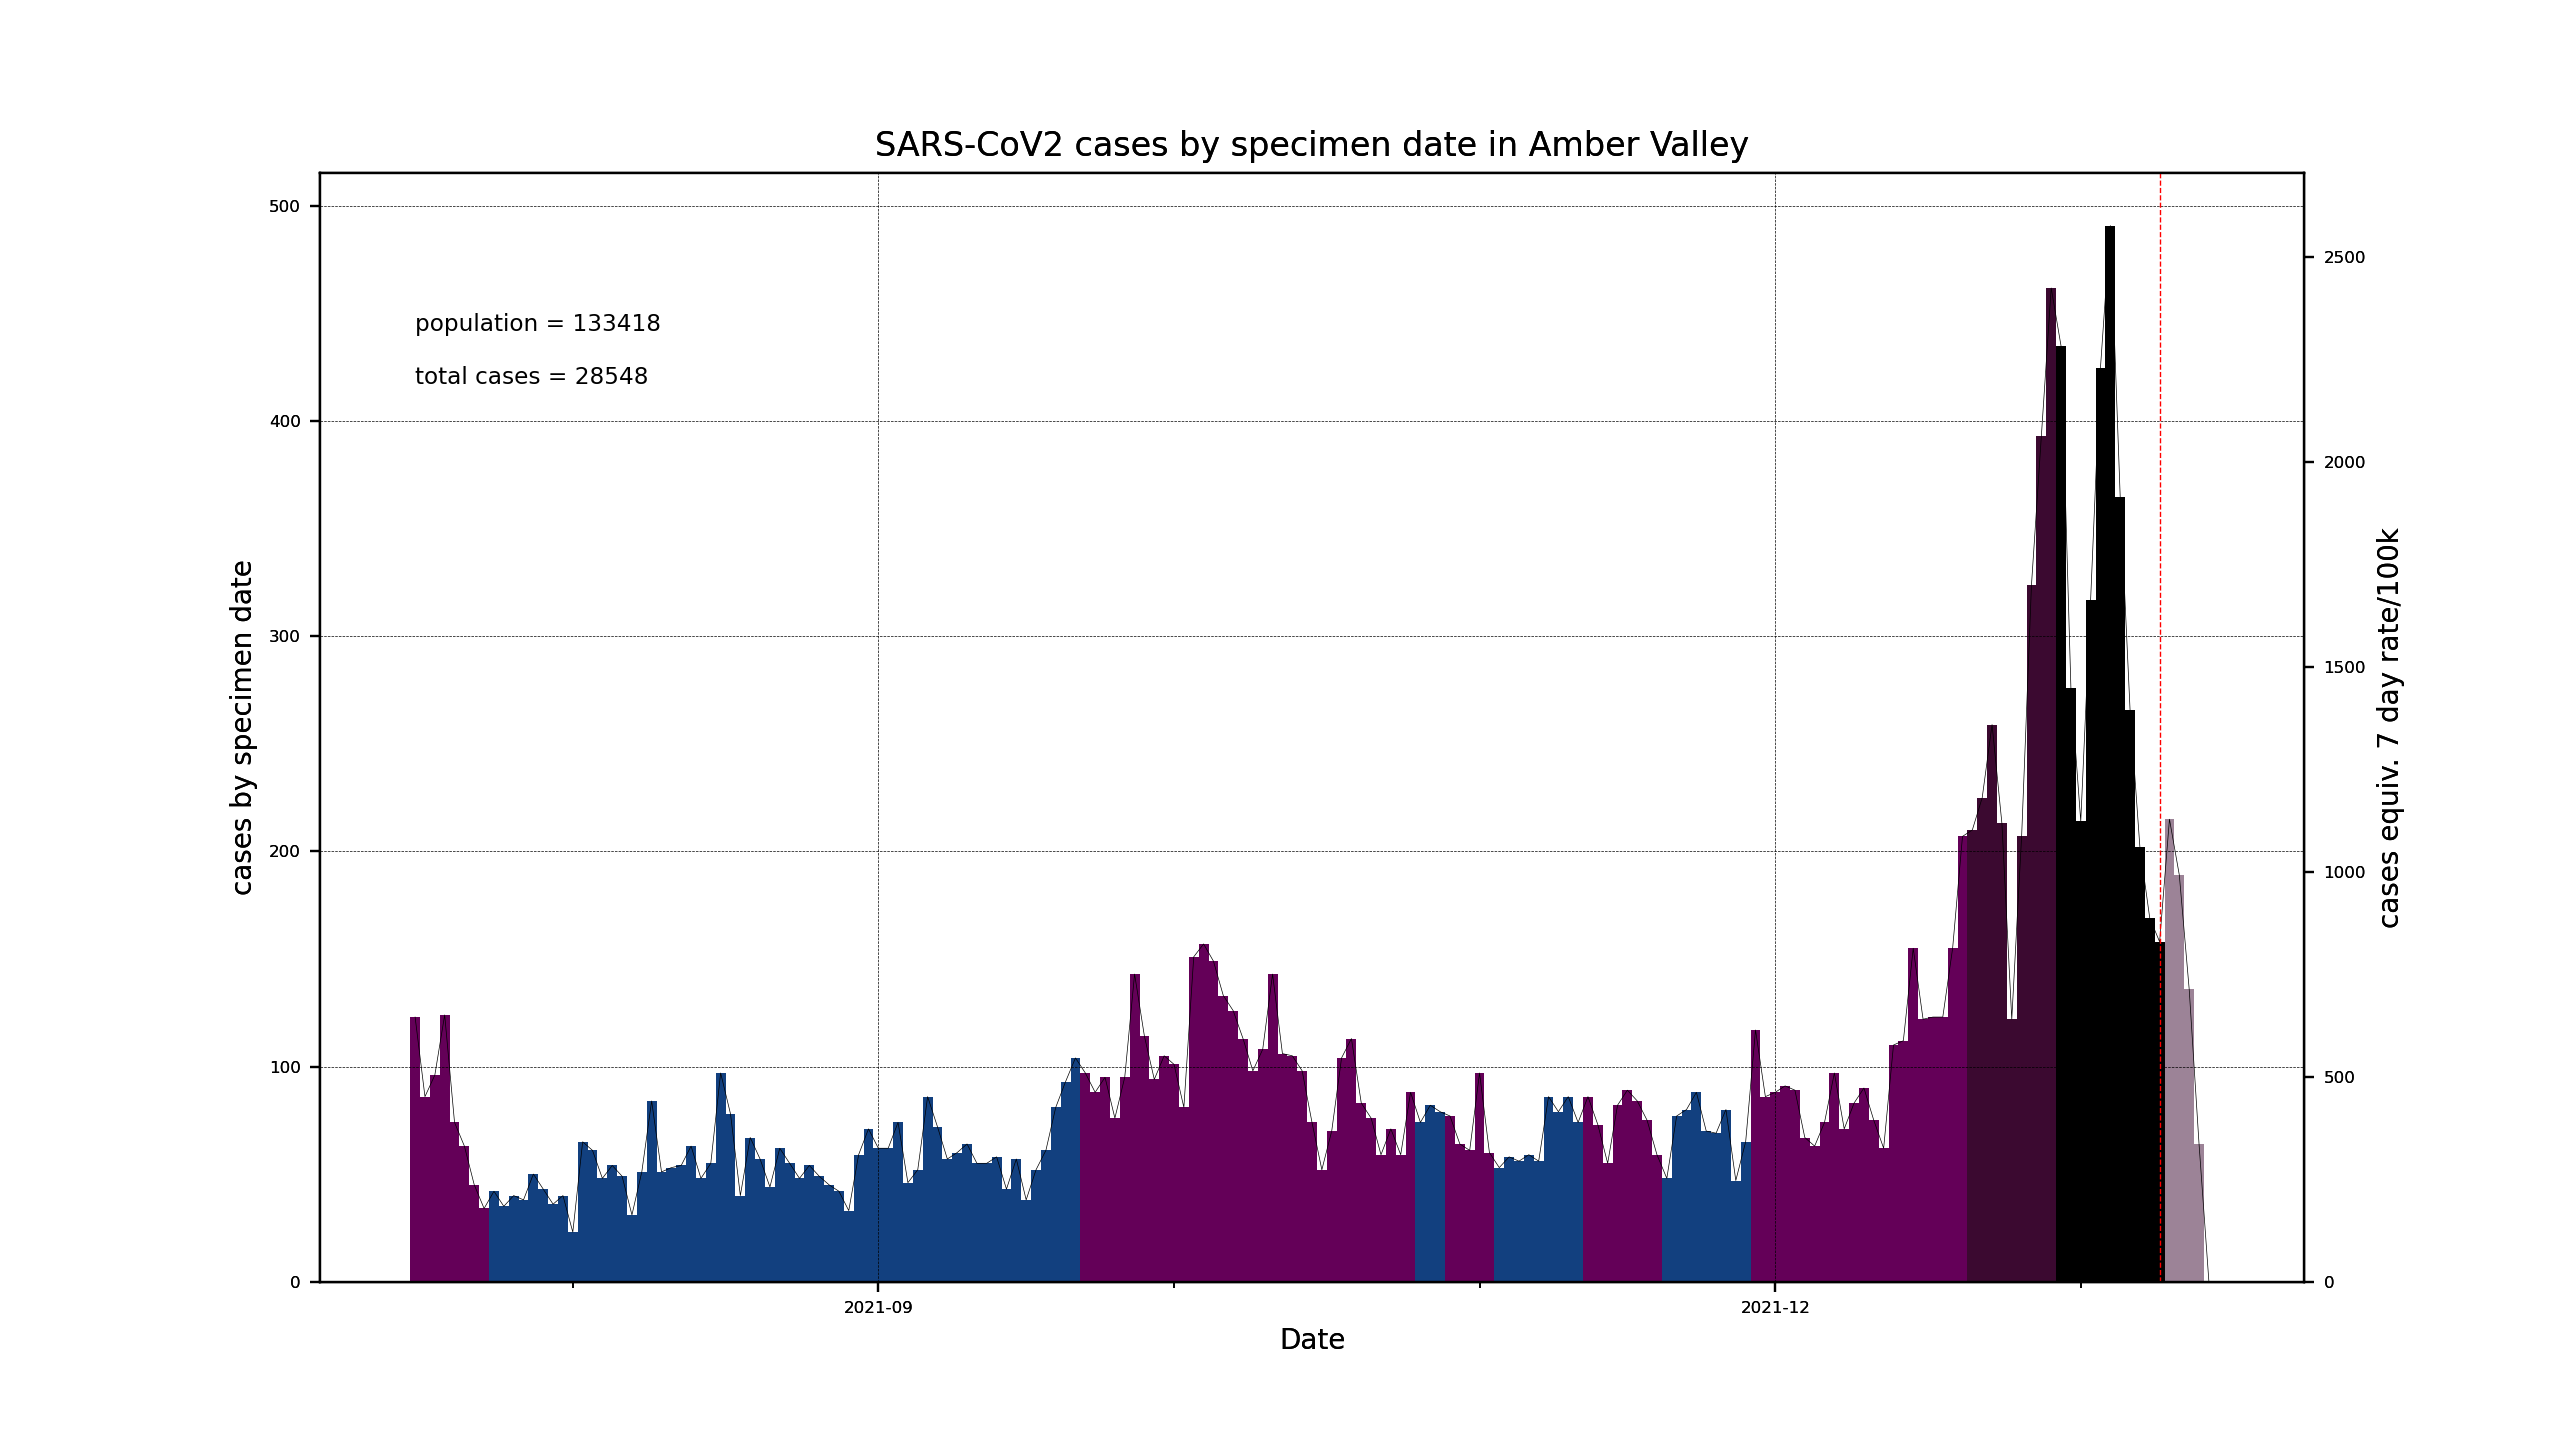 SARS-CoV2 cases by specimen date in Amber Valley
population = 133418
total cases = 28548
cases by specimen date
500
400
300
200
100
0
2500
2000
1500
1000
500
0
cases equiv. 7 day rate/100k
2021-09
2021-12
Date